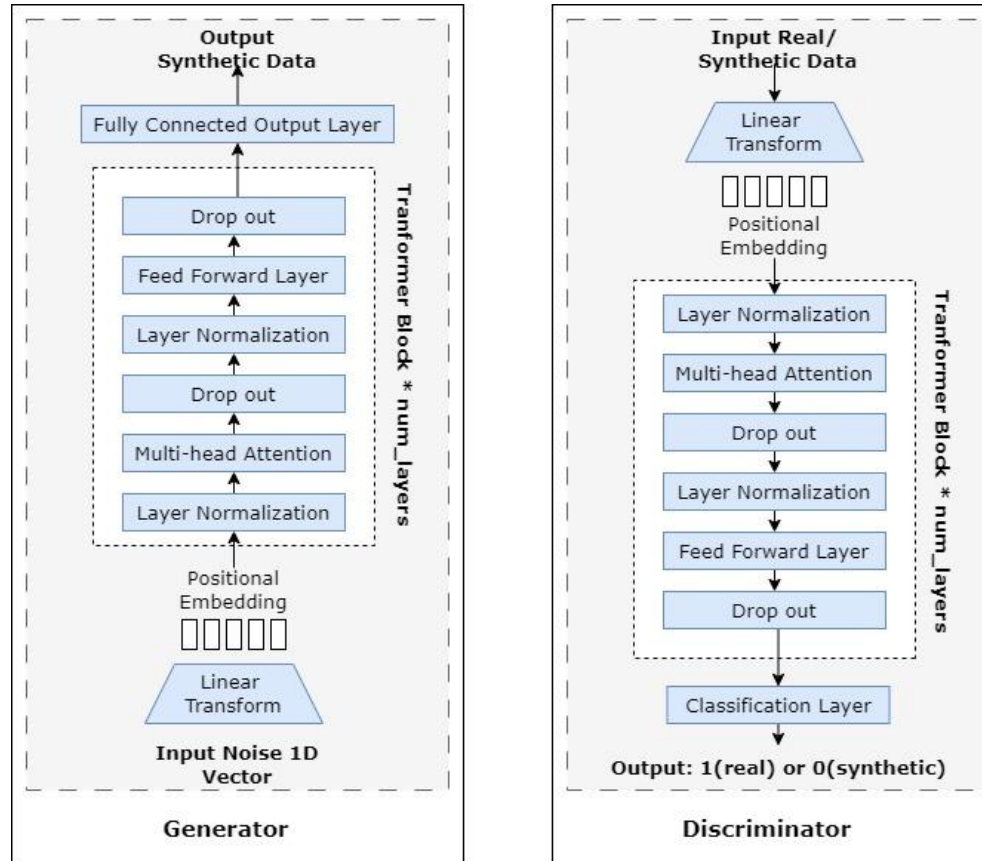 Output
Synthetic Data
Fully Connected Output Layer
Drop out
Feed Forward Layer
Layer Normalization
Drop out
Multi-head Attention
Layer Normalization
Tranformer Block * num_layers
Positional
Embedding
Linear
Transform
Input Noise 1D
Vector
Generator
Input Real/
Synthetic Data
Linear
Transform
Positional
Embedding
Layer Normalization
Multi-head Attention
Drop out
Layer Normalization
Feed Forward Layer
Drop out
Tranformer Block * num_layers
Classification Layer
Output: 1(real) or 0(synthetic)
Discriminator